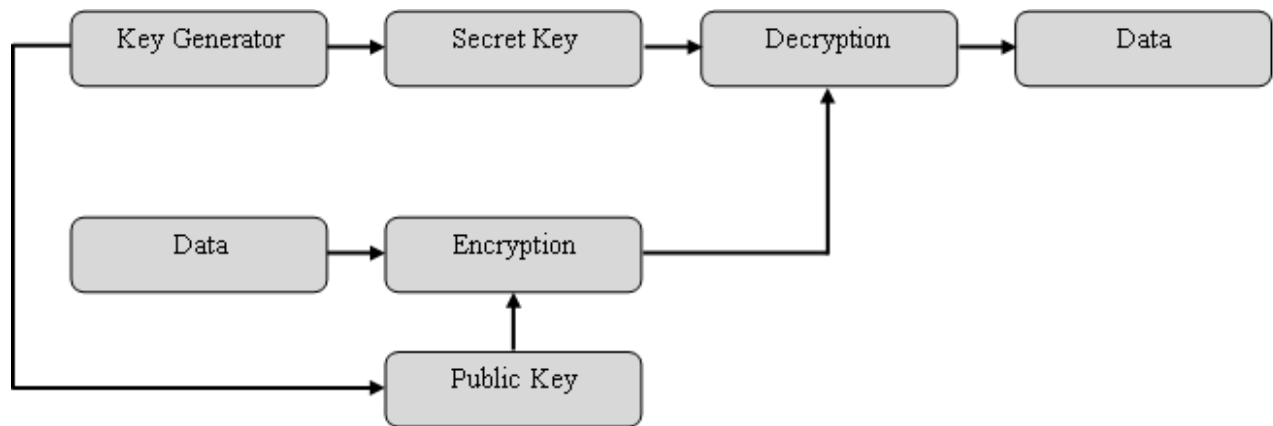 Key Generator
Secret Key
Decryption
Data
Data
Encryption
Public Key